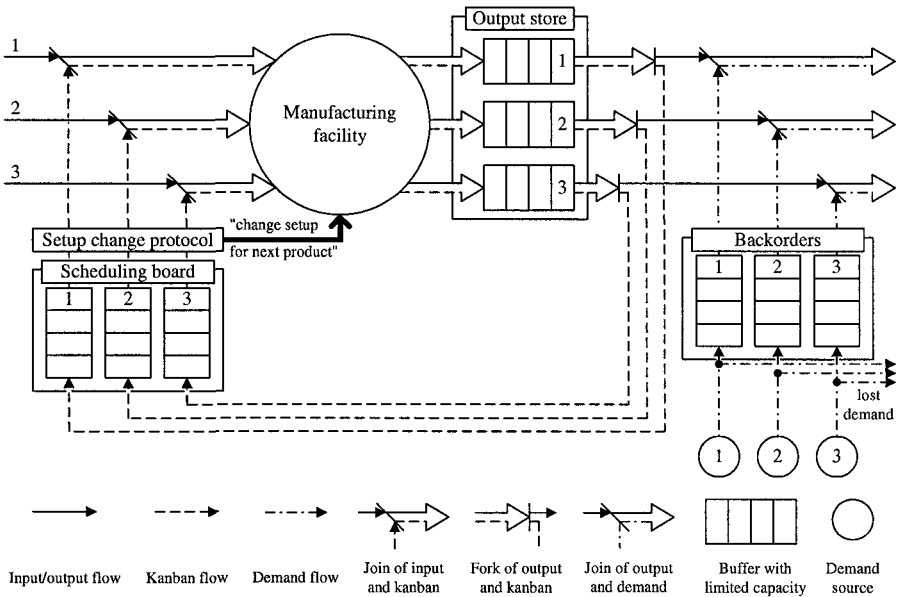 Output store
1
1
2
Manufacturing
facility
2
3
3
"change setup
for next product"
Setup change protocol
Scheduling board
1 2 3
Backorders
1 2 3
lost
demand
1 2 3
Input/output flow
Kanban flow
Demand flow
Join of input
and kanban
Fork of output
and kanban
Join of output
and demand
Buffer with
limited capacity
Demand
source